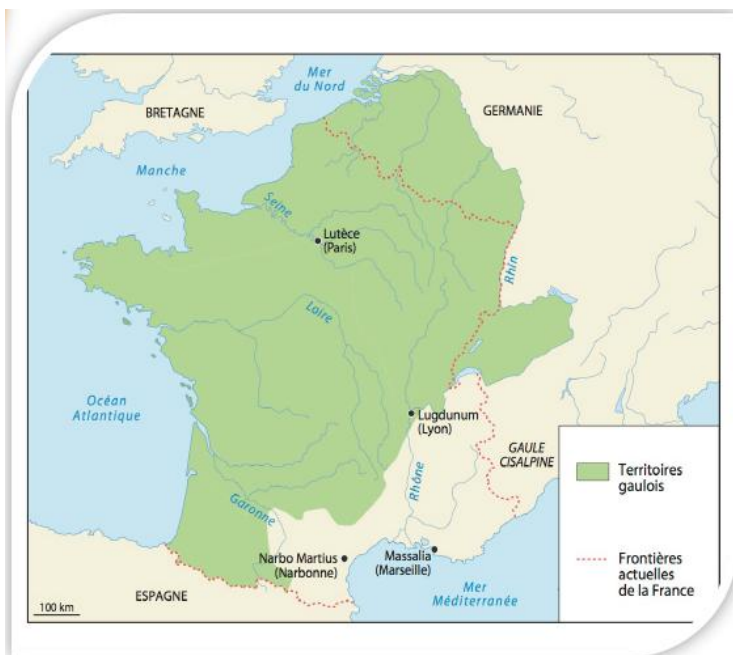 Mer
du Nord
BRETAGNE
GERMANIE
Manche
Seine
Lutèce
(Paris)
Rhin
Loire
Océan
Atlantique
Lugdunum
(Lyon)
GAULE
CISALPINE
Rhône
Garonne
Narbo Martius
(Narbonne)
Massalia
(Marseille)
ESPAGNE
Mer
Méditerranée
100 km
Territoires
gaulois
Frontières
actuelles
de la France